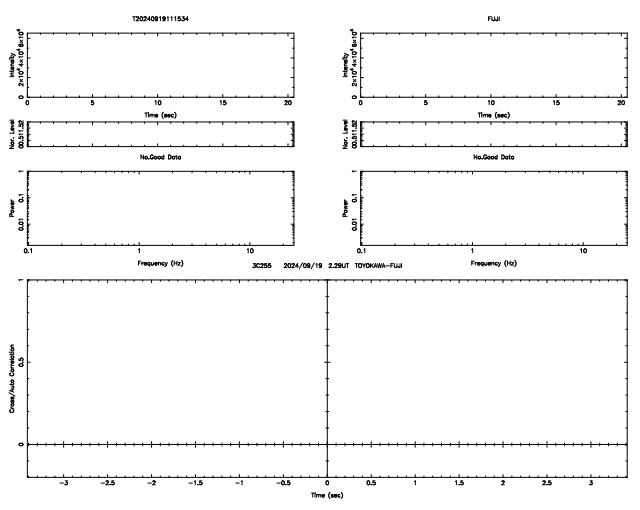 T20240919111534 FUJI
Intensity 0 2×10⁴ 4×10⁴ 6×10⁴ Intensity 0 2×10⁴ 4×10⁴ 6×10⁴
0 5 10 15 20 0 5 10 15 20
Time (sec) Time (sec)
Nor. Level 00.511.52 Nor. Level 00.511.52
No.Good Data No.Good Data
Power 0.01 0.1 1 Power 0.01 0.1 1
0.1 1 10 0.1 1 10
Frequency (Hz) Frequency (Hz)
3C255 2024/09/19 2.29UT TOYOKAWA-FUJI
Cross/Auto Correlation 0 0.5 1
-3 -2.5 -2 -1.5 -1 -0.5 0 0.5 1 1.5 2 2.5 3
Time (sec)